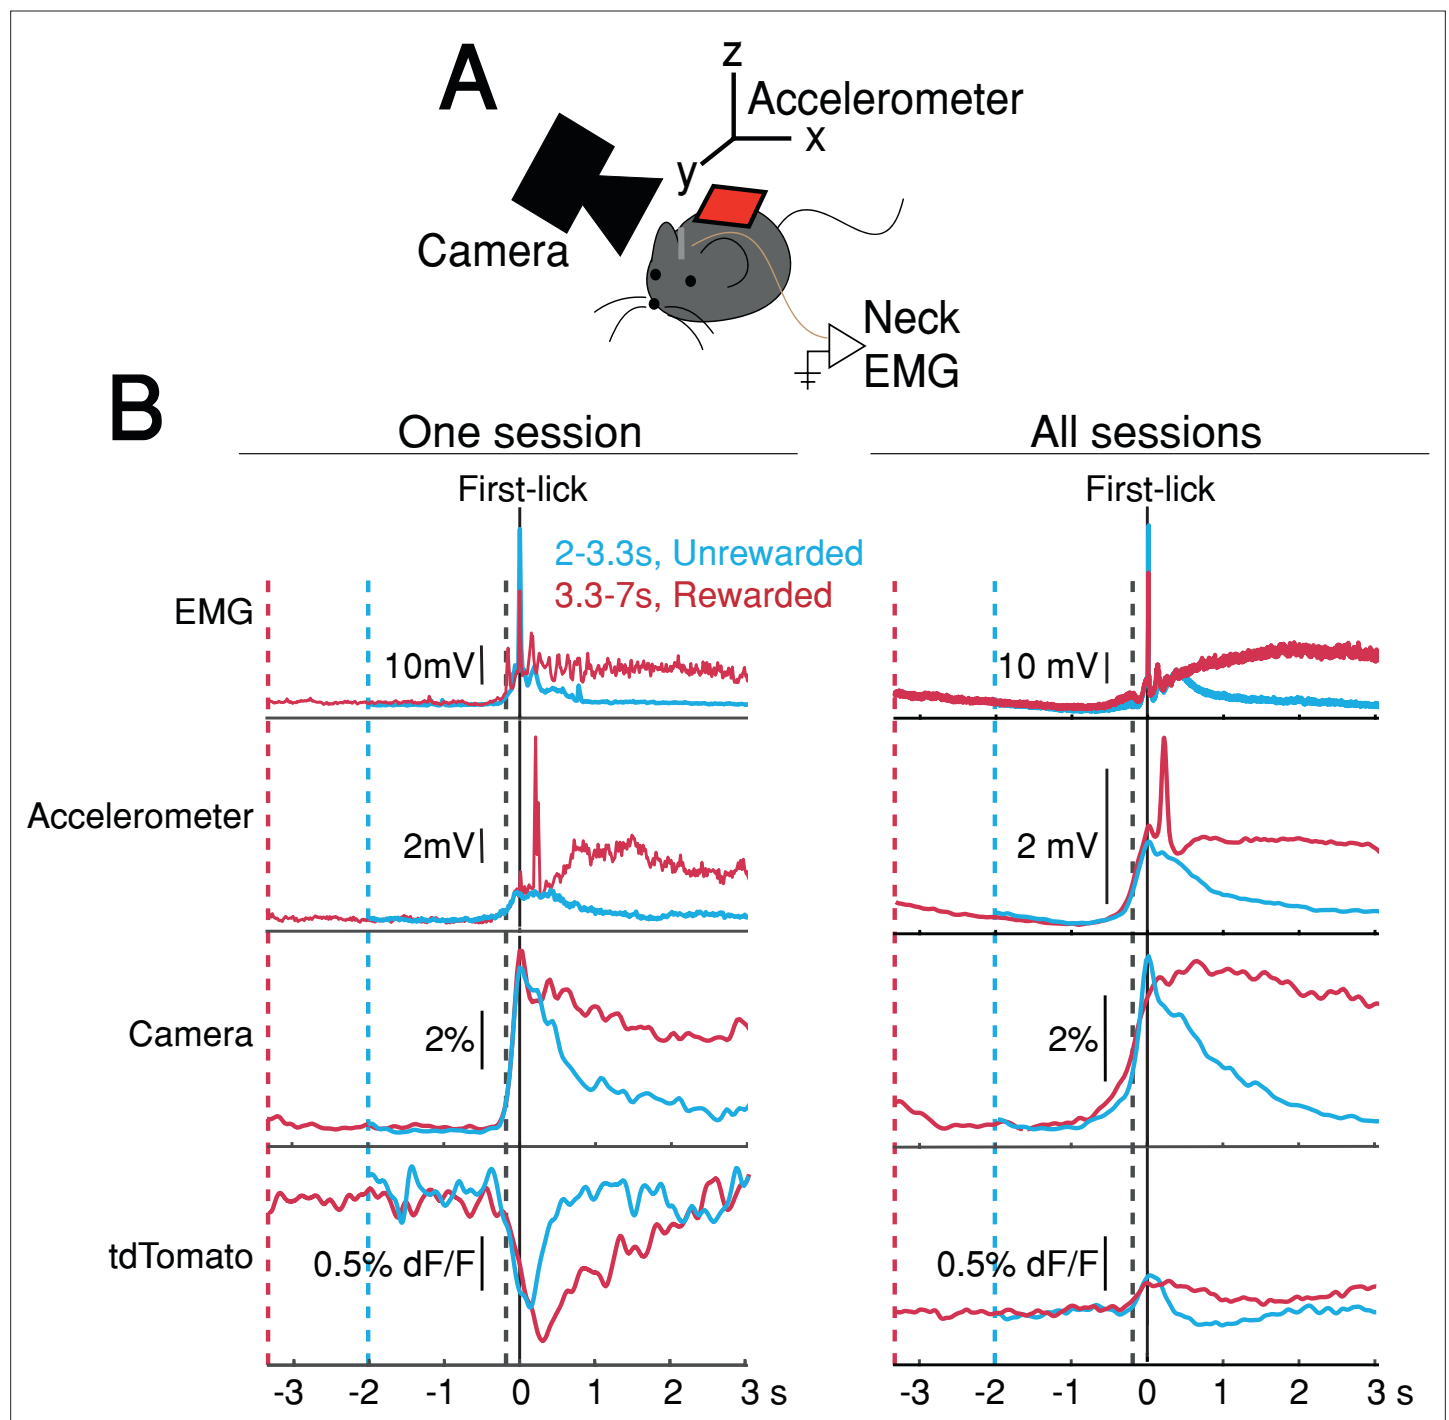 A
z
Accelerometer
x
y
Camera
Neck
EMG
B
One session
All sessions
First-lick
First-lick
2-3.3s, Unrewarded
3.3-7s, Rewarded
EMG
10mV
10 mV
Accelerometer
2mV
2 mV
Camera
2%
2%
tdTomato
0.5% dF/F
0.5% dF/F
-3 -2 -1 0 1 2 3 s
-3 -2 -1 0 1 2 3 s